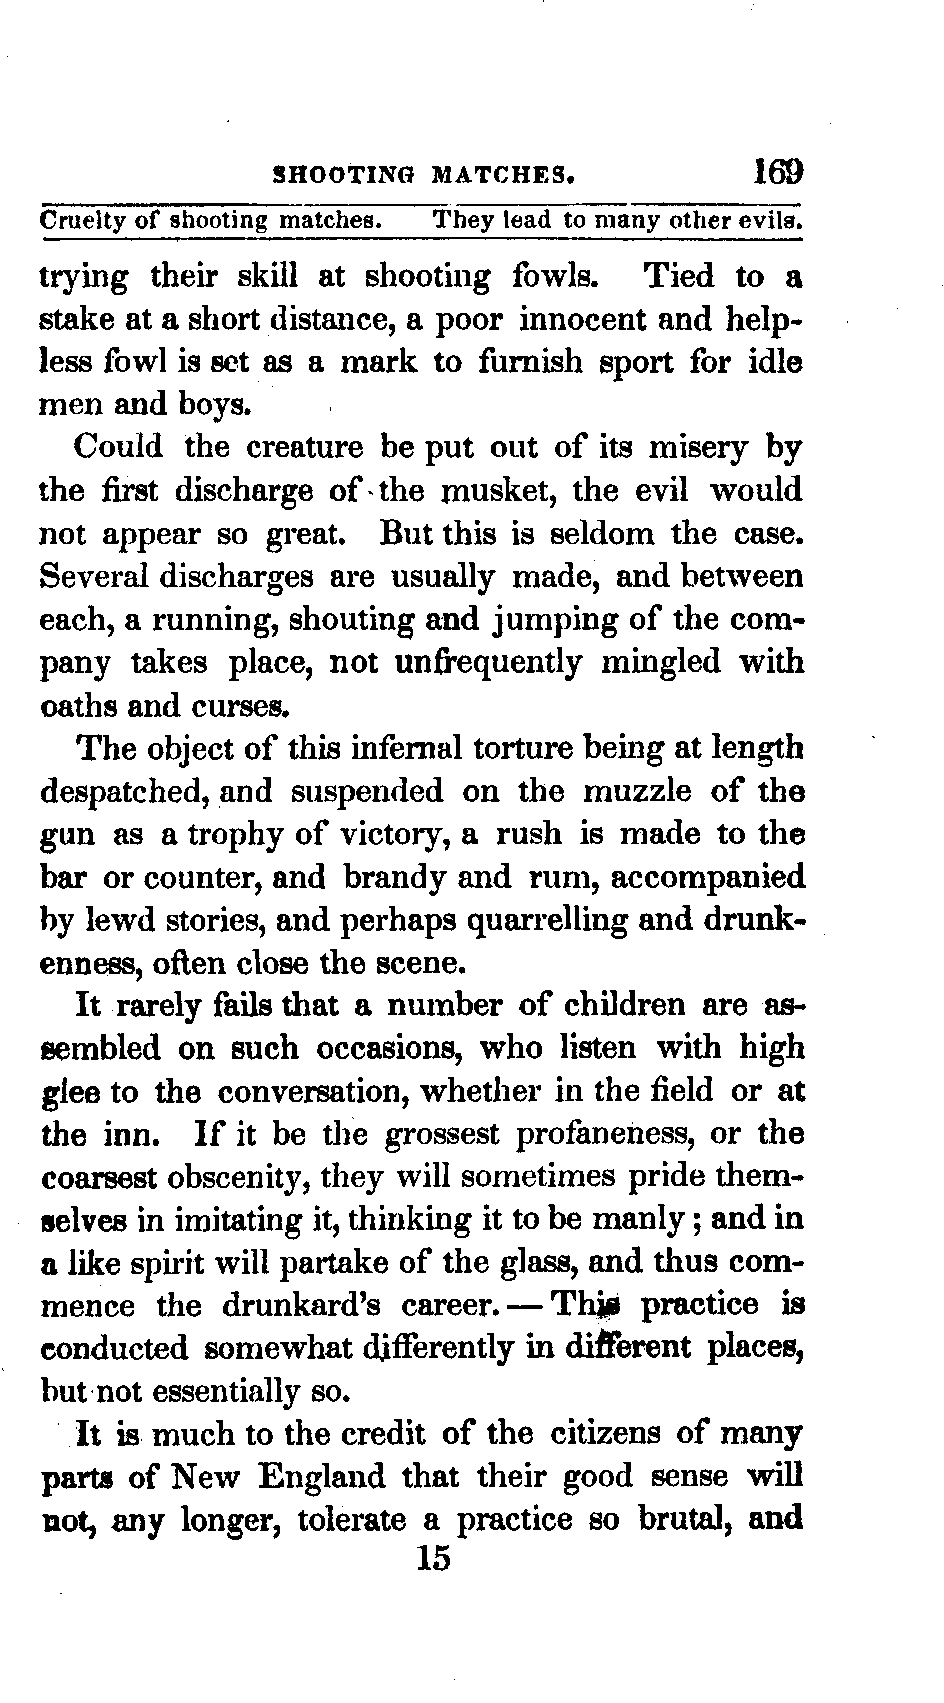 SHOOTING MATCHES. 169
Cruelty of shooting matches. They lead to many other evils.
trying their skill at shooting fowls. Tied to a
stake at a short distance, a poor innocent and help-
less fowl is set as a mark to furnish sport for idle
men and boys.
Could the creature be put out of its misery by
the first discharge of the musket, the evil would
not appear so great. But this is seldom the case.
Several discharges are usually made, and between
each, a running, shouting and jumping of the com-
pany takes place, not unfrequently mingled with
oaths and curses.
The object of this infernal torture being at length
despatched, and suspended on the muzzle of the
gun as a trophy of victory, a rush is made to the
bar or counter, and brandy and rum, accompanied
by lewd stories, and perhaps quarrelling and drunk-
enness, often close the scene.
It rarely fails that a number of children are as-
sembled on such occasions, who listen with high
glee to the conversation, whether in the field or at
the inn. If it be the grossest profaneness, or the
coarsest obscenity, they will sometimes pride them-
selves in imitating it, thinking it to be manly; and in
a like spirit will partake of the glass, and thus com-
mence the drunkard's career. — This practice is
conducted somewhat differently in different places,
but not essentially so.
It is much to the credit of the citizens of many
parts of New England that their good sense will
not, any longer, tolerate a practice so brutal, and
15